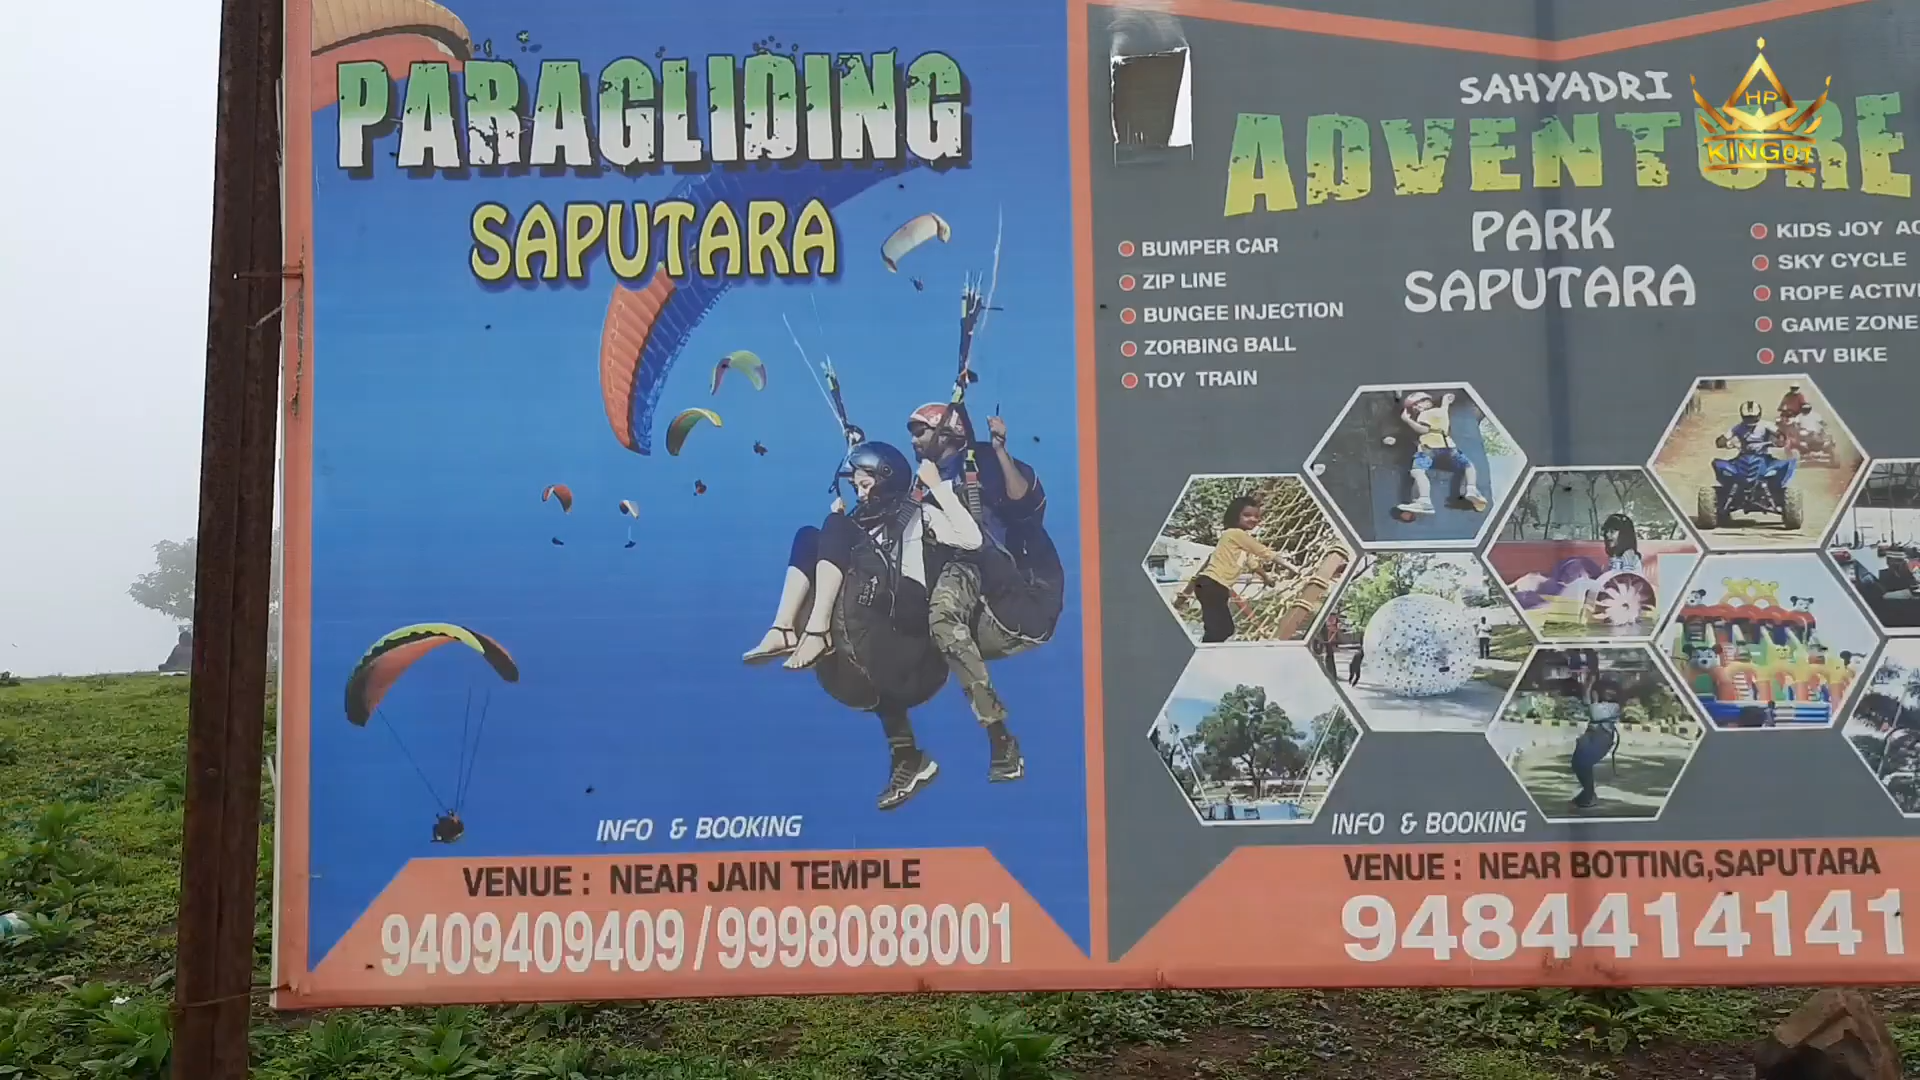 PARAGLIDING
SAPUTARA
INFO & BOOKING
VENUE : NEAR JAIN TEMPLE
9409409409/9998088001
SAHYADRI
ADVENTURE
PARK
SAPUTARA
BUMPER CAR
ZIP LINE
BUNGEE INJECTION
ZORBING BALL
TOY TRAIN
KIDS JOY
SKY CYCLE
ROPE
GAME ZONE
ATV BIKE
INFO & BOOKING
VENUE : NEAR BOTTING,SAPUTARA
9484414141
HP
KING01